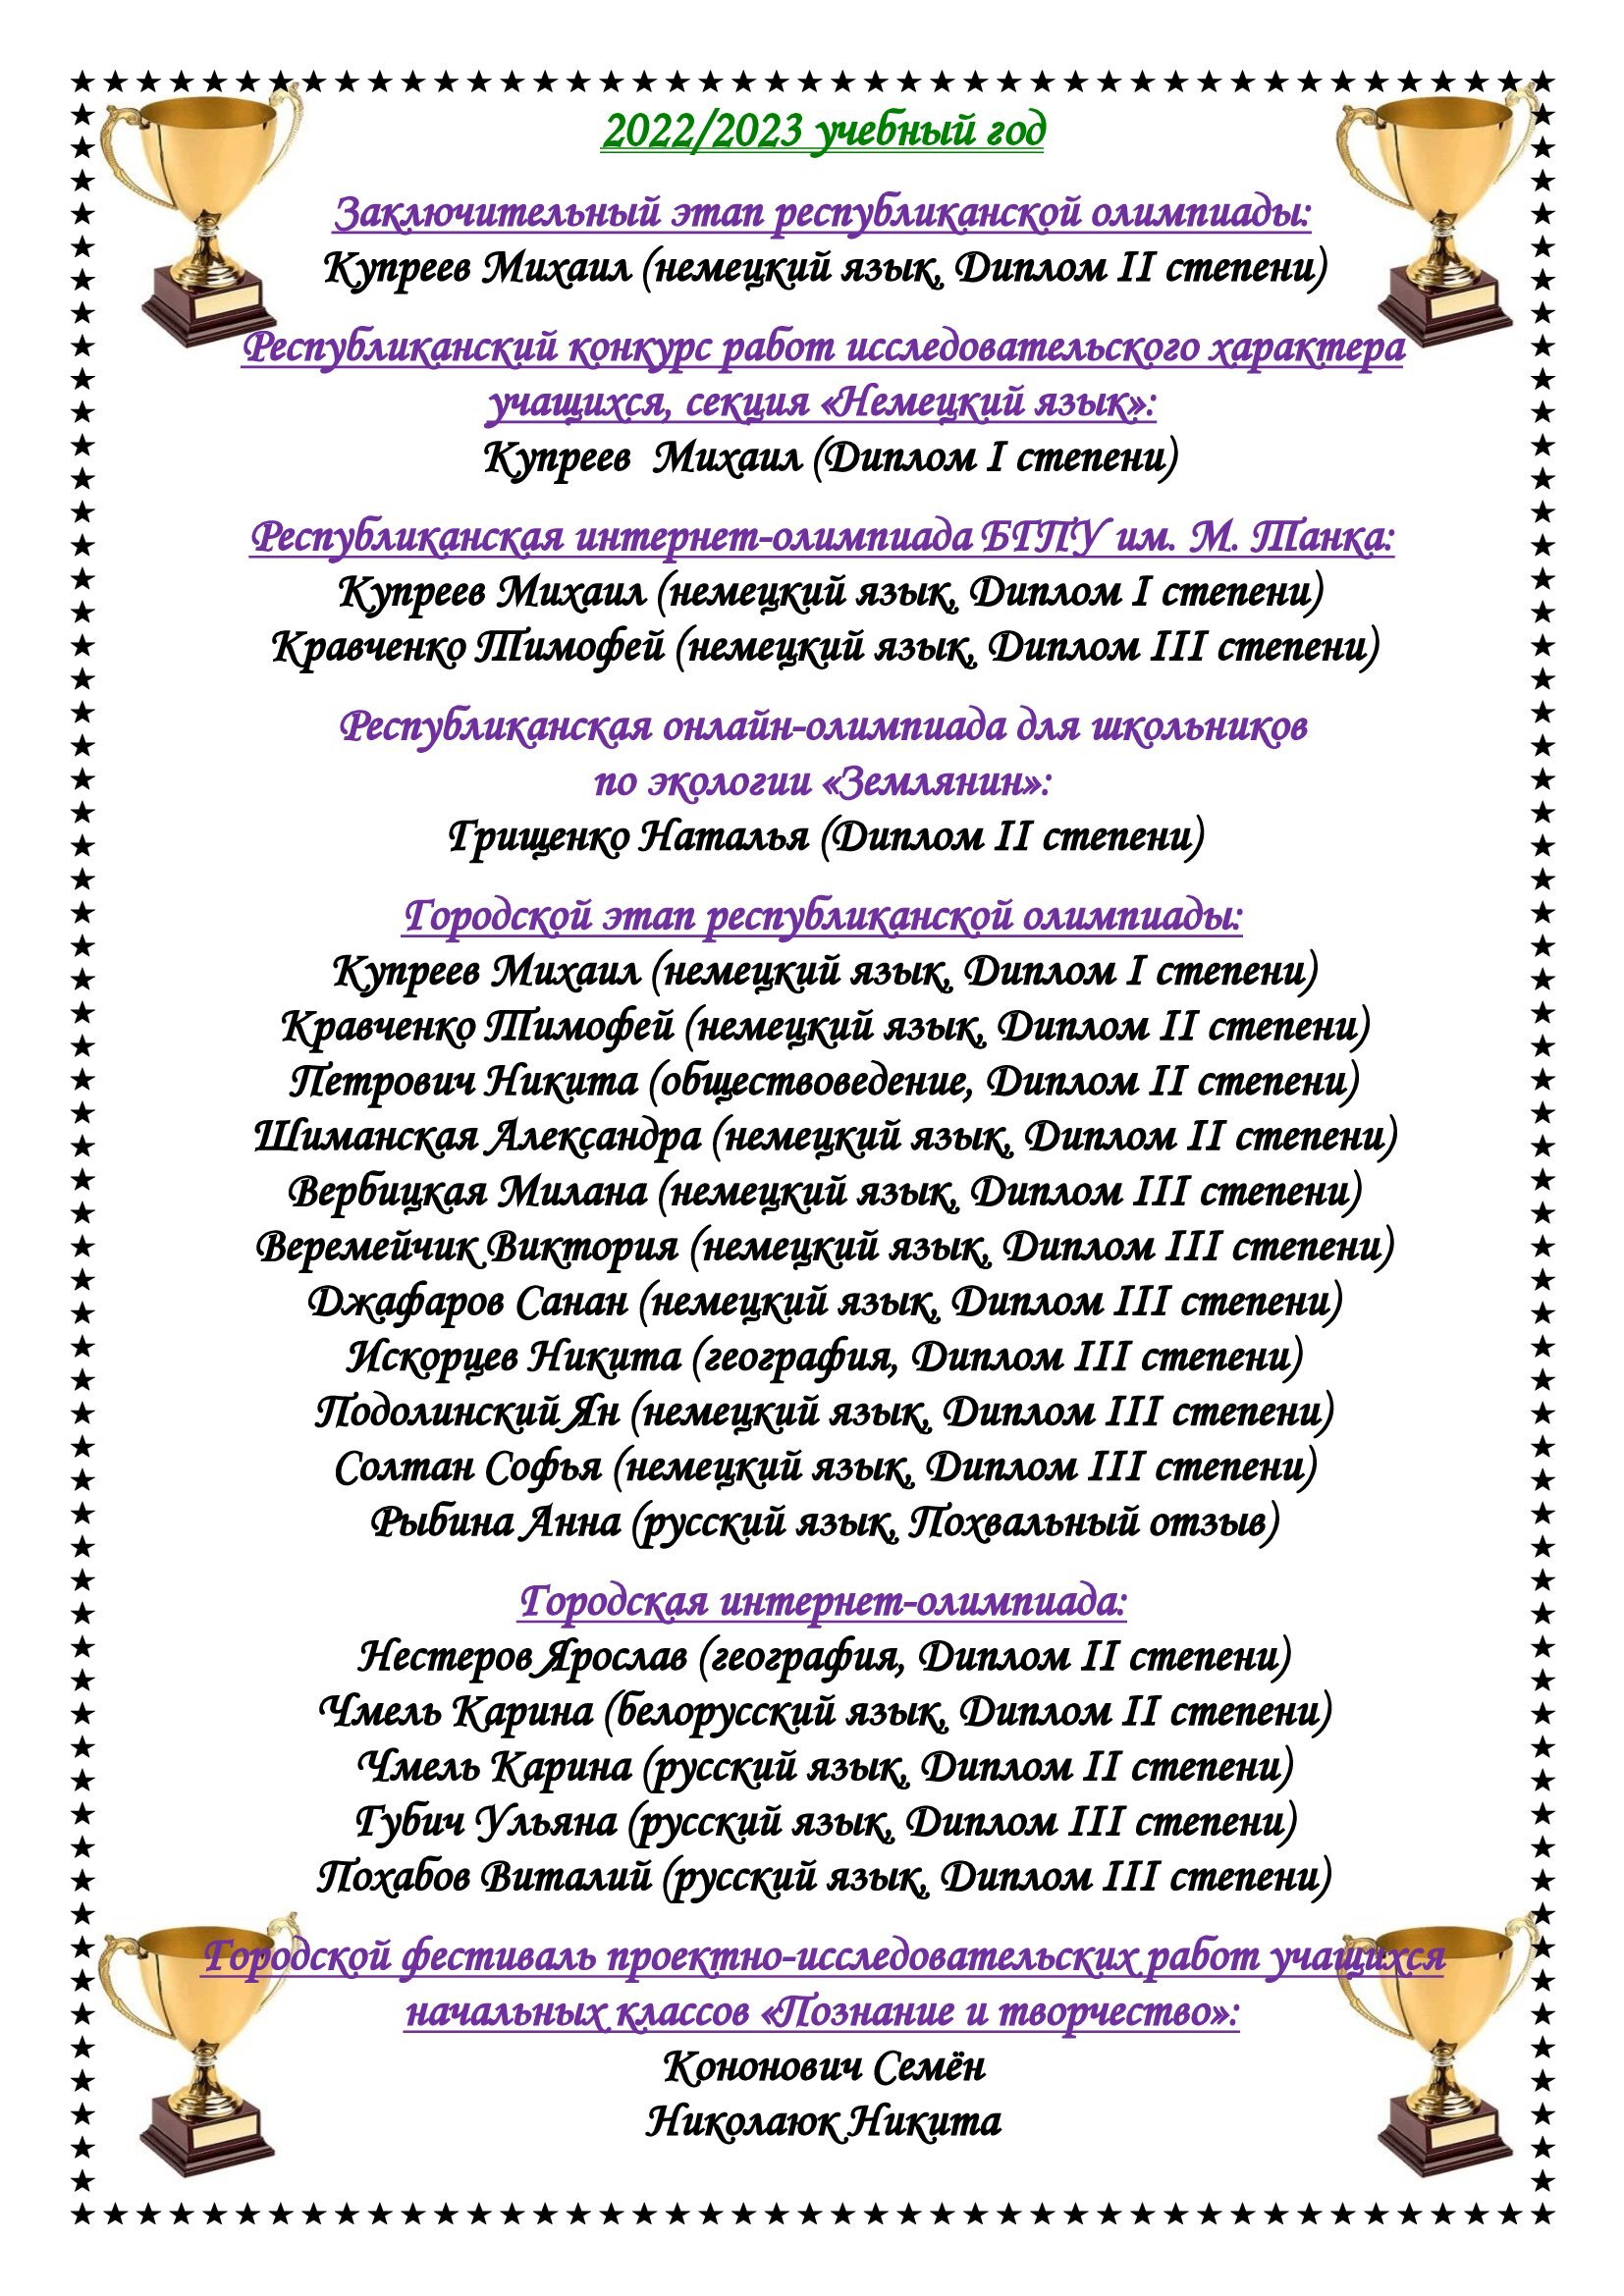 2022/2023 учебный год
Заключительный этап республиканской олимпиады:
Купреев Михаил (немецкий язык, Диплом II степени)
Республиканский конкурс работ исследовательского характера
учащихся, секция «Немецкий язык»:
Купреев Михаил (Диплом I степени)
Республиканская интернет-олимпиада БГПУ им. М. Танка:
Купреев Михаил (немецкий язык, Диплом I степени)
Кравченко Тимофей (немецкий язык, Диплом III степени)
Республиканская онлайн-олимпиада для школьников
по экологии «Землянин»:
Грищенко Наталья (Диплом II степени)
Городской этап республиканской олимпиады:
Купреев Михаил (немецкий язык, Диплом I степени)
Кравченко Тимофей (немецкий язык, Диплом II степени)
Петрович Никита (обществоведение, Диплом II степени)
Шиманская Александра (немецкий язык, Диплом II степени)
Вербицкая Милана (немецкий язык, Диплом III степени)
Веремейчик Виктория (немецкий язык, Диплом III степени)
Джафаров Санан (немецкий язык, Диплом III степени)
Искорцев Никита (география, Диплом III степени)
Подолинский Ян (немецкий язык, Диплом III степени)
Солтан Софья (немецкий язык, Диплом III степени)
Рыбина Анна (русский язык, Похвальный отзыв)
Городская интернет-олимпиада:
Нестеров Ярослав (география, Диплом II степени)
Чмель Карина (белорусский язык, Диплом II степени)
Чмель Карина (русский язык, Диплом II степени)
Губич Ульяна (русский язык, Диплом III степени)
Похабов Виталий (русский язык, Диплом III степени)
Городской фестиваль проектно-исследовательских работ учащихся
начальных классов «Познание и творчество»:
Кононович Семён
Николаюк Никита